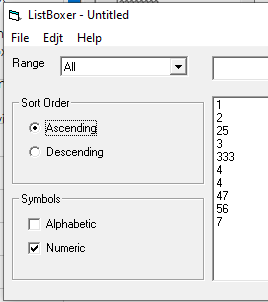 ListBoxer - Untitled
File Edjt Help
Range All
Sort Order
Ascending
Descending
Symbols
Alphabetic
Numeric
1
2
25
3
333
4
4
47
56
7